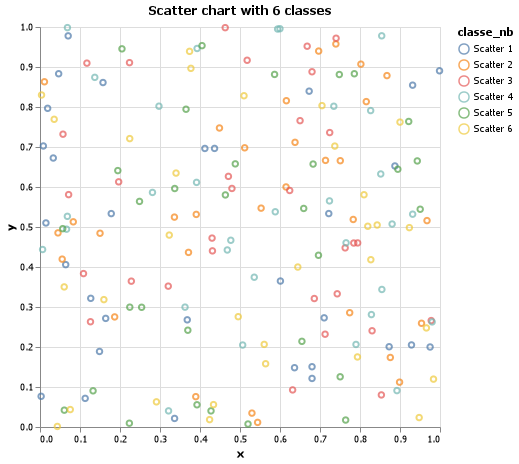 Scatter chart with 6 classes
classe_nb
Scatter 1
Scatter 2
Scatter 3
Scatter 4
Scatter 5
Scatter 6
y
1.0
0.9
0.8
0.7
0.6
0.5
0.4
0.3
0.2
0.1
0.0
0.0 0.1 0.2 0.3 0.4 0.5 0.6 0.7 0.8 0.9 1.0
x